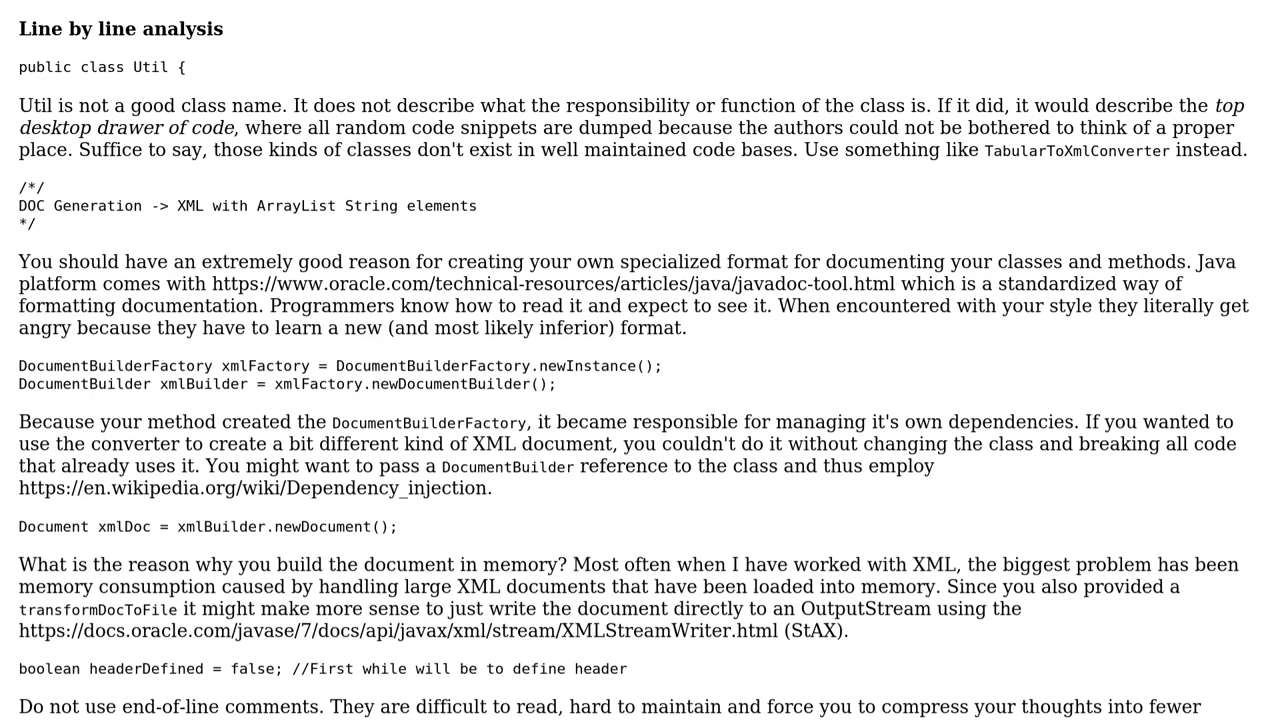 Line by line analysis
public class Util {
Util is not a good class name. It does not describe what the responsibility or function of the class is. If it did, it would describe the top
desktop drawer of code, where all random code snippets are dumped because the authors could not be bothered to think of a proper
place. Suffice to say, those kinds of classes don't exist in well maintained code bases. Use something like TabularToXmlConverter instead.
/*/
DOC Generation -> XML with ArrayList String elements
*/
You should have an extremely good reason for creating your own specialized format for documenting your classes and methods. Java
platform comes with https://www.oracle.com/technical-resources/articles/java/javadoc-tool.html which is a standardized way of
formatting documentation. Programmers know how to read it and expect to see it. When encountered with your style they literally get
angry because they have to learn a new (and most likely inferior) format.
DocumentBuilderFactory xmlFactory = DocumentBuilderFactory.newInstance();
DocumentBuilder xmlBuilder = xmlFactory.newDocumentBuilder();
Because your method created the DocumentBuilderFactory, it became responsible for managing it's own dependencies. If you wanted to
use the converter to create a bit different kind of XML document, you couldn't do it without changing the class and breaking all code
that already uses it. You might want to pass a DocumentBuilder reference to the class and thus employ
https://en.wikipedia.org/wiki/Dependency_injection.
Document xmlDoc = xmlBuilder.newDocument();
What is the reason why you build the document in memory? Most often when I have worked with XML, the biggest problem has been
memory consumption caused by handling large XML documents that have been loaded into memory. Since you also provided a
transformDocToFile it might make more sense to just write the document directly to an OutputStream using the
https://docs.oracle.com/javase/7/docs/api/javax/xml/stream/XMLStreamWriter.html (StAX).
boolean headerDefined = false; //First while will be to define header
Do not use end-of-line comments. They are difficult to read, hard to maintain and force you to compress your thoughts into fewer